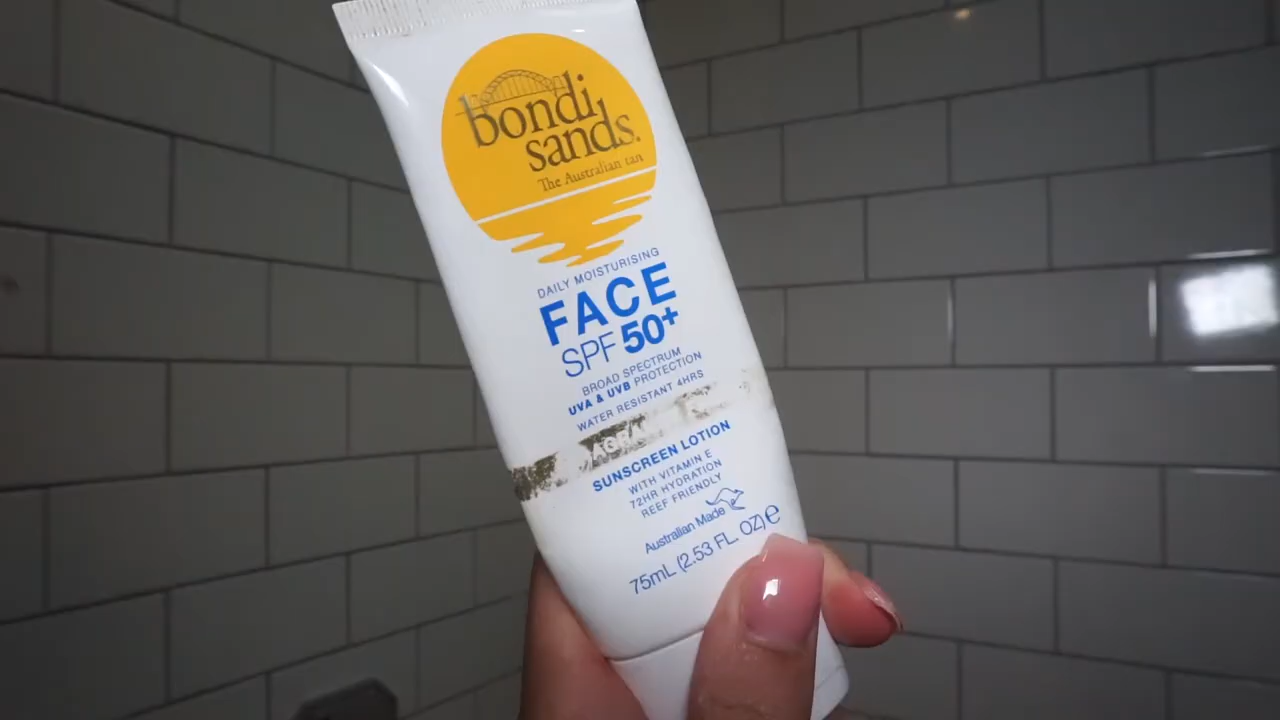 bondi
sands.
The Australian tan
DAILY MOISTURISING
FACE
SPF 50+
BROAD SPECTRUM
UVA & UVB PROTECTION
WATER RESISTANT 4HRS
SUNSCREEN LOTION
WITH VITAMIN E
72HR HYDRATION
REEF FRIENDLY
Australian Made
75mL (2.53 FL. OZ) ℮